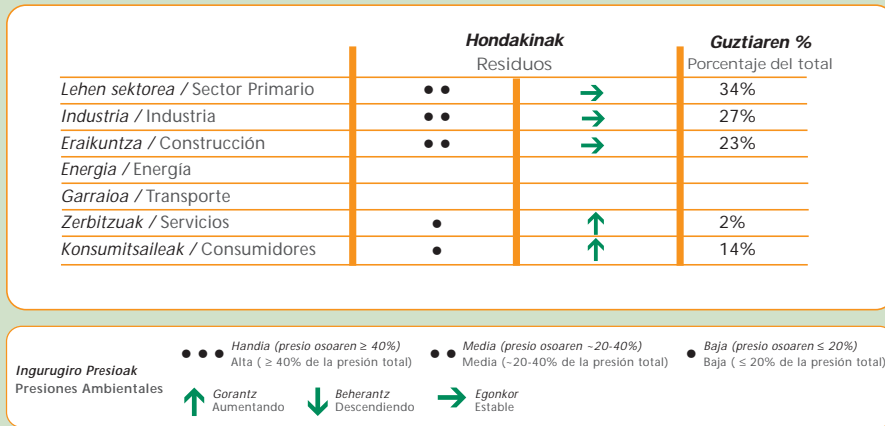 Hondakinak Guztiaren %
Residuos Porcentaje del total
Lehen sektorea / Sector Primario 34%
Industria / Industria 27%
Eraikuntza / Construcción 23%
Energia / Energía
Garraioa / Transporte
Zerbitzuak / Servicios 2%
Konsumitsaileak / Consumidores 14%
Ingurugiro Presioak
Presiones Ambientales
Handia (presio osoaren ≥ 40%)
Alta ( ≥ 40% de la presión total)
Media (presio osoaren ~20-40%)
Media (~20-40% de la presión total)
Baja (presio osoaren ≤ 20%)
Baja ( ≤ 20% de la presión total)
Gorantz
Aumentando
Beherantz
Descendiendo
Egonkor
Estable